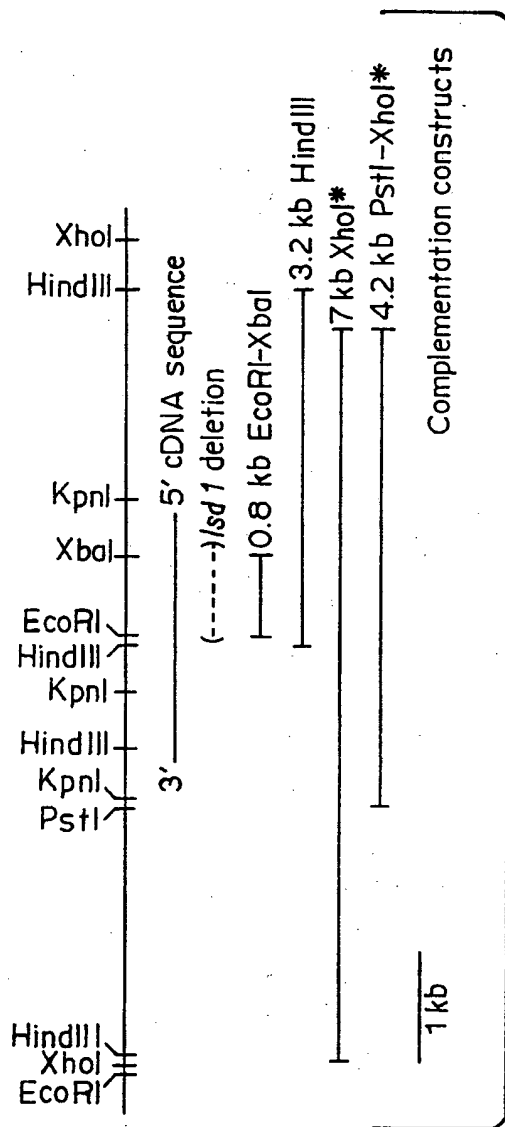 XhoI
HindIII
KpnI
XbaI
EcoRI
HindIII
KpnI
HindIII
KpnI
PstI
HindIII
XhoI
EcoRI
3' 5' cDNA sequence
lsd 1 deletion
0.8 kb EcoRI-XbaI
3.2 kb HindIII
7 kb XhoI*
4.2 kb PstI-XhoI*
1 kb
Complementation constructs